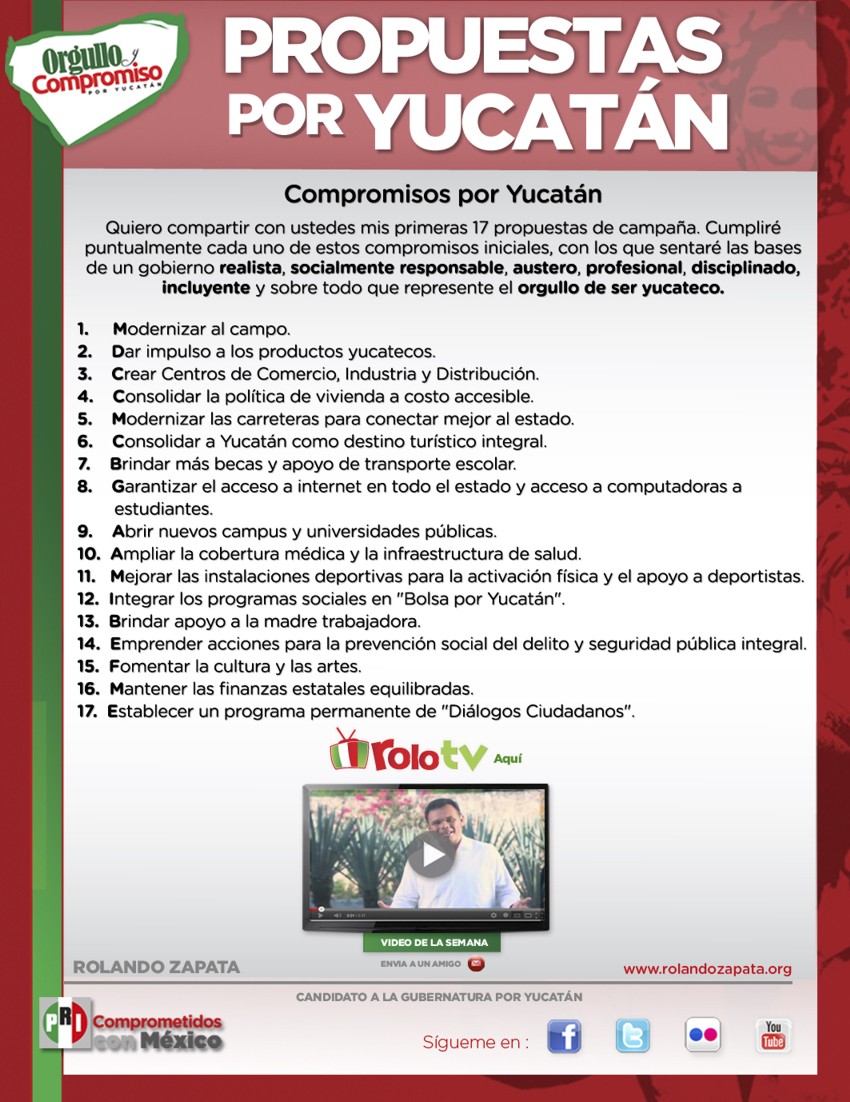 Orgullo y
Compromiso
POR YUCATÁN
PROPUESTAS
POR YUCATÁN
Compromisos por Yucatán
Quiero compartir con ustedes mis primeras 17 propuestas de campaña. Cumpliré
puntualmente cada uno de estos compromisos iniciales, con los que sentaré las bases
de un gobierno realista, socialmente responsable, austero, profesional, disciplinado,
incluyente y sobre todo que represente el orgullo de ser yucateco.
1. Modernizar al campo.
2. Dar impulso a los productos yucatecos.
3. Crear Centros de Comercio, Industria y Distribución.
4. Consolidar la política de vivienda a costo accesible.
5. Modernizar las carreteras para conectar mejor al estado.
6. Consolidar a Yucatán como destino turístico integral.
7. Brindar más becas y apoyo de transporte escolar.
8. Garantizar el acceso a internet en todo el estado y acceso a computadoras a
estudiantes.
9. Abrir nuevos campus y universidades públicas.
10. Ampliar la cobertura médica y la infraestructura de salud.
11. Mejorar las instalaciones deportivas para la activación física y el apoyo a deportistas.
12. Integrar los programas sociales en "Bolsa por Yucatán".
13. Brindar apoyo a la madre trabajadora.
14. Emprender acciones para la prevención social del delito y seguridad pública integral.
15. Fomentar la cultura y las artes.
16. Mantener las finanzas estatales equilibradas.
17. Establecer un programa permanente de "Diálogos Ciudadanos".
rolo tv Aquí
VIDEO DE LA SEMANA
ENVIA A UN AMIGO
ROLANDO ZAPATA
www.rolandozapata.org
CANDIDATO A LA GUBERNATURA POR YUCATÁN
PRI Comprometidos
con México
Sígueme en :
You
Tube